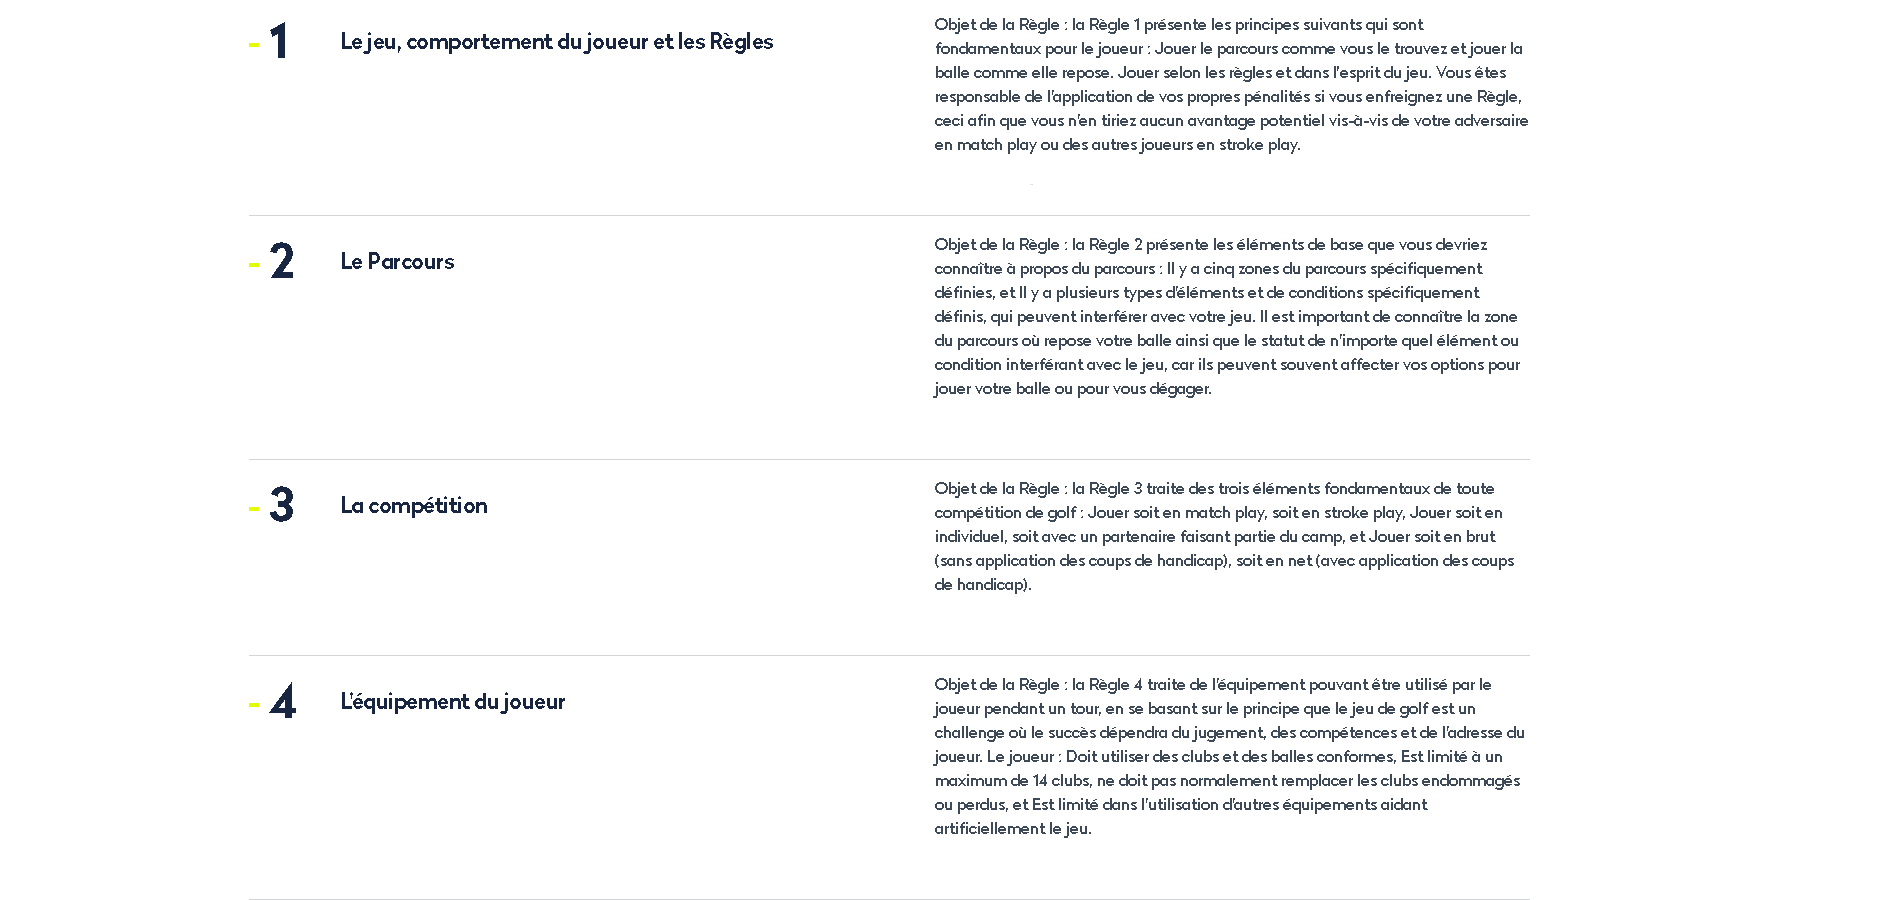 - 1
Le jeu, comportement du joueur et les Règles
Objet de la Règle : la Règle 1 présente les principes suivants qui sont
fondamentaux pour le joueur : Jouer le parcours comme vous le trouvez et jouer la
balle comme elle repose. Jouer selon les règles et dans l'esprit du jeu. Vous êtes
responsable de l'application de vos propres pénalités si vous enfreignez une Règle,
ceci afin que vous n'en tiriez aucun avantage potentiel vis-à-vis de votre adversaire
en match play ou des autres joueurs en stroke play.
- 2
Le Parcours
Objet de la Règle : la Règle 2 présente les éléments de base que vous devriez
connaître à propos du parcours : Il y a cinq zones du parcours spécifiquement
définies, et Il y a plusieurs types d'éléments et de conditions spécifiquement
définis, qui peuvent interférer avec votre jeu. Il est important de connaître la zone
du parcours où repose votre balle ainsi que le statut de n'importe quel élément ou
condition interférant avec le jeu, car ils peuvent souvent affecter vos options pour
jouer votre balle ou pour vous dégager.
- 3
La compétition
Objet de la Règle : la Règle 3 traite des trois éléments fondamentaux de toute
compétition de golf : Jouer soit en match play, soit en stroke play, Jouer soit en
individuel, soit avec un partenaire faisant partie du camp, et Jouer soit en brut
(sans application des coups de handicap), soit en net (avec application des coups
de handicap).
- 4
L'équipement du joueur
Objet de la Règle : la Règle 4 traite de l'équipement pouvant être utilisé par le
joueur pendant un tour, en se basant sur le principe que le jeu de golf est un
challenge où le succès dépendra du jugement, des compétences et de l'adresse du
joueur. Le joueur : Doit utiliser des clubs et des balles conformes, Est limité à un
maximum de 14 clubs, ne doit pas normalement remplacer les clubs endommagés
ou perdus, et Est limité dans l'utilisation d'autres équipements aidant
artificiellement le jeu.